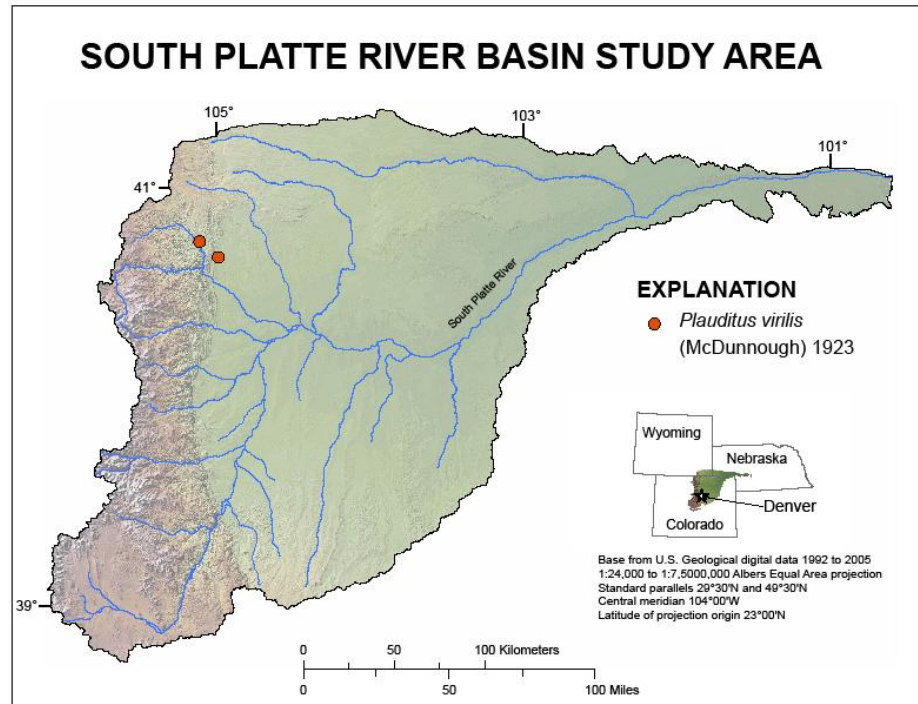 SOUTH PLATTE RIVER BASIN STUDY AREA
105°
103°
101°
41°
South Platte River
EXPLANATION
Plauditus virilis
(McDunnough) 1923
Wyoming
Nebraska
Denver
Colorado
Base from U.S. Geological digital data 1992 to 2005
1:24,000 to 1:7,5000,000 Albers Equal Area projection
Standard parallels 29°30'N and 49°30'N
Central meridian 104°00'W
Latitude of projection origin 23°00'N
39°
0 50 100 Kilometers
0 50 100 Miles